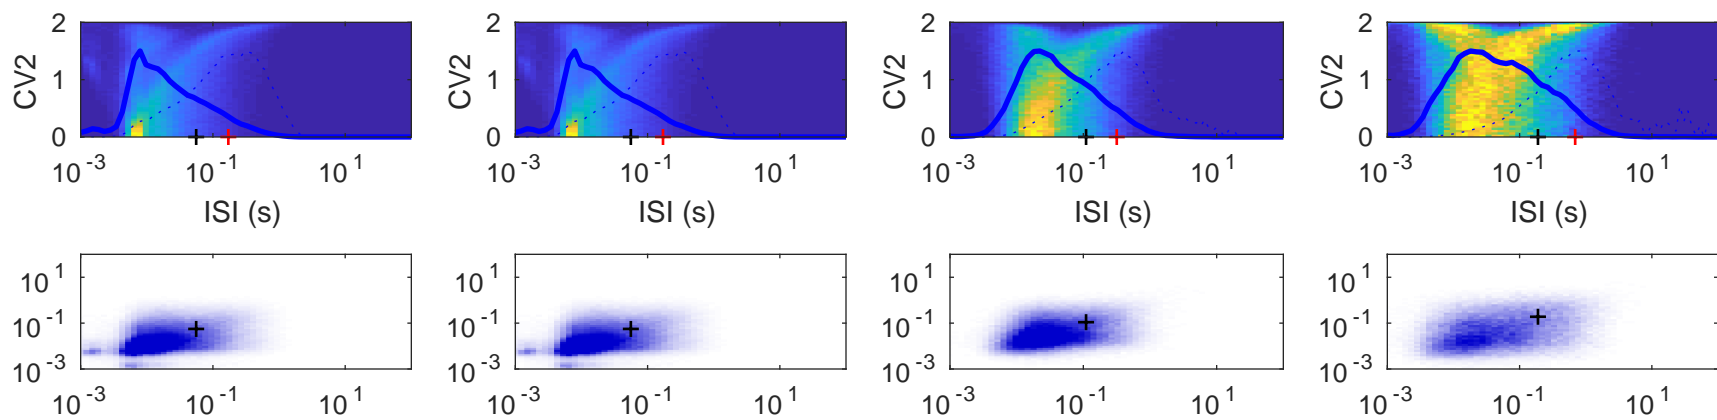 2 2 2 2
CV2 CV2 CV2 CV2
1 1 1 1
0 0 0 0
10^-3 10^-1 10^1 10^-3 10^-1 10^1 10^-3 10^-1 10^1 10^-3 10^-1 10^1
ISI (s) ISI (s) ISI (s) ISI (s)
10^1 10^1 10^1 10^1
10^-1 10^-1 10^-1 10^-1
10^-3 10^-3 10^-3 10^-3
10^-3 10^-1 10^1 10^-3 10^-1 10^1 10^-3 10^-1 10^1 10^-3 10^-1 10^1